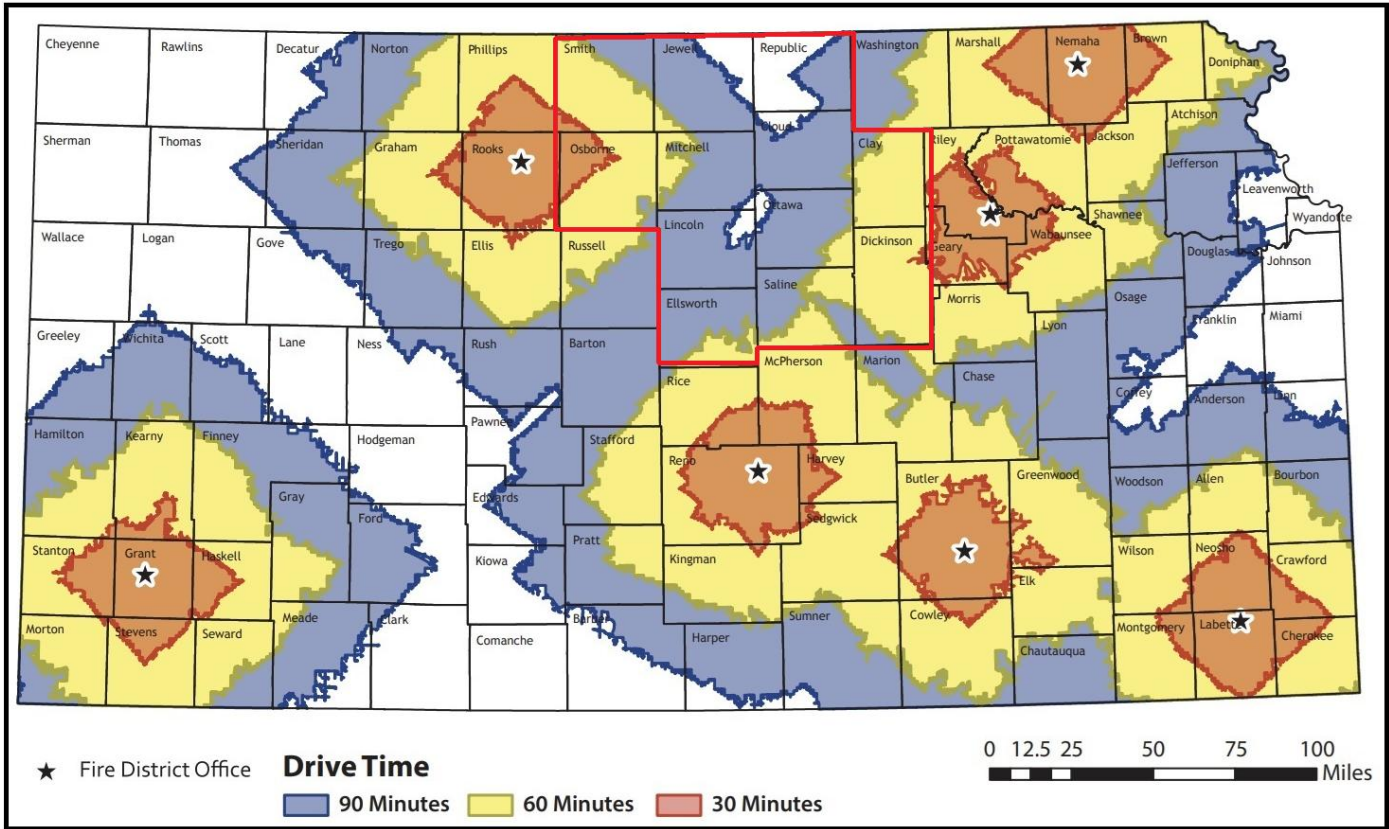 Cheyenne
Rawlins
Decatur
Norton
Phillips
Smith
Jewell
Republic
Washington
Marshall
Nemaha
Brown
Doniphan
Sherman
Thomas
Sheridan
Graham
Rooks
Osborne
Mitchell
Cloud
Clay
Riley
Pottawatomie
Jackson
Atchison
Jefferson
Leavenworth
Wyandotte
Wallace
Logan
Gove
Trego
Ellis
Russell
Lincoln
Ottawa
Dickinson
Geary
Wabaunsee
Shawnee
Douglas
Johnson
Saline
Ellsworth
Morris
Osage
Greeley
Wichita
Scott
Lane
Ness
Rush
Barton
Rice
McPherson
Marion
Chase
Lyon
Franklin
Miami
Coffey
Anderson
Linn
Hamilton
Kearny
Finney
Hodgeman
Pawnee
Stafford
Reno
Harvey
Butler
Greenwood
Woodson
Allen
Bourbon
Gray
Ford
Edwards
Sedgwick
Stanton
Grant
Haskell
Kiowa
Pratt
Kingman
Elk
Wilson
Neosho
Crawford
Morton
Stevens
Seward
Meade
Clark
Comanche
Barber
Harper
Sumner
Cowley
Chautauqua
Montgomery
Labette
Cherokee
★ Fire District Office
Drive Time
90 Minutes 60 Minutes 30 Minutes
0 12.5 25 50 75 100
Miles